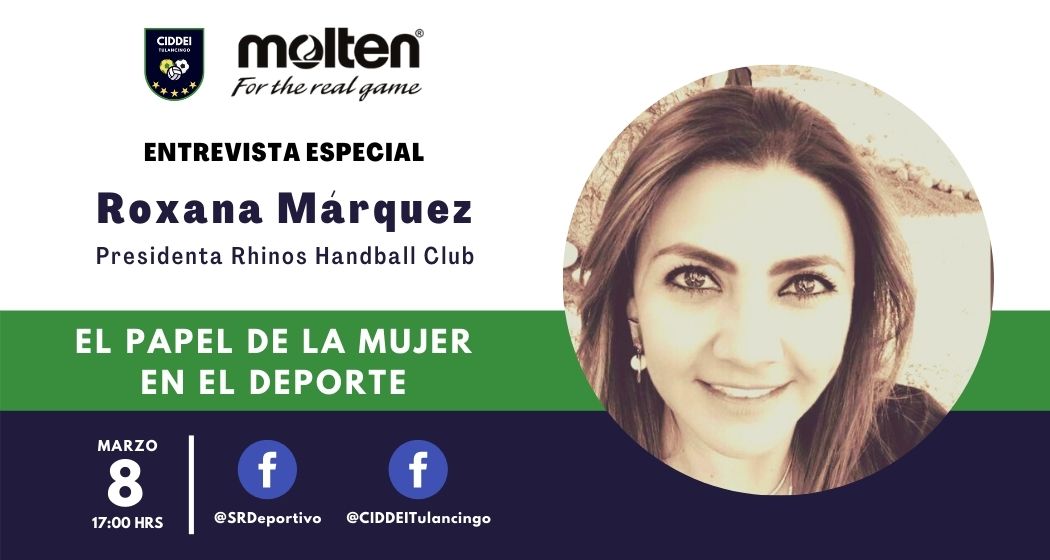 CIDDEI
TULANCINGO
molten®
For the real game
ENTREVISTA ESPECIAL
Roxana Márquez
Presidenta Rhinos Handball Club
EL PAPEL DE LA MUJER
EN EL DEPORTE
MARZO
8
17:00 HRS
@SRDeportivo
@CIDDEITulancingo